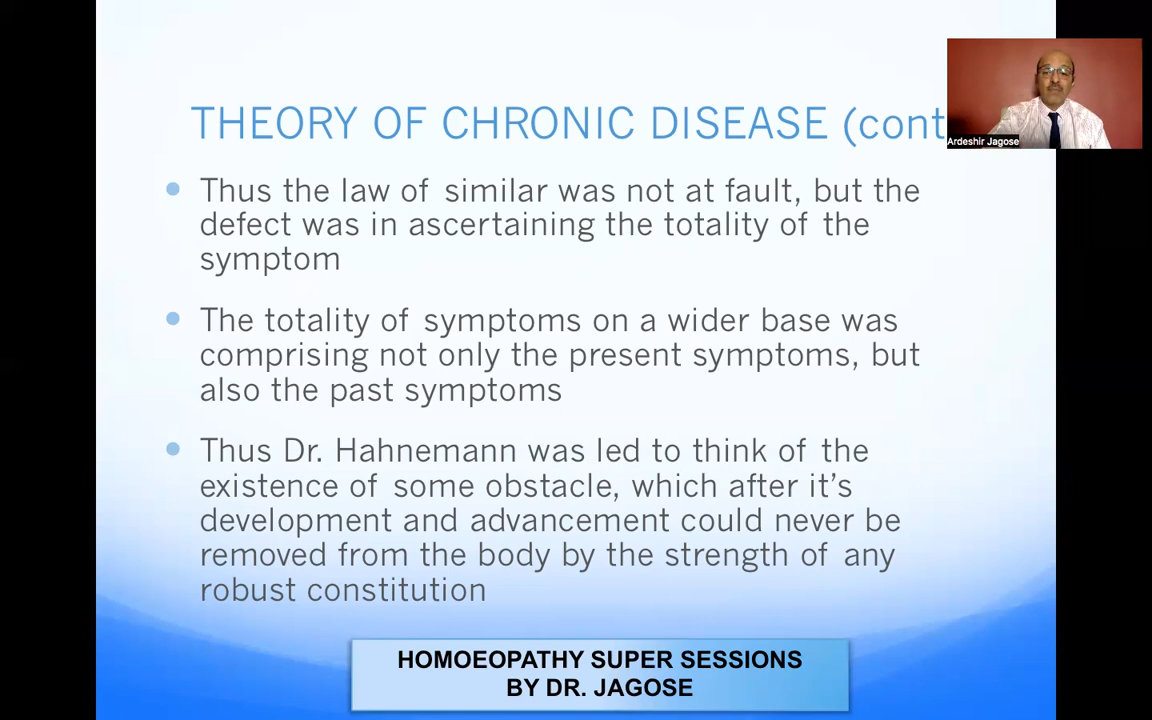 THEORY OF CHRONIC DISEASE (cont
Ardeshir Jagose
Thus the law of similar was not at fault, but the
defect was in ascertaining the totality of the
symptom
The totality of symptoms on a wider base was
comprising not only the present symptoms, but
also the past symptoms
Thus Dr. Hahnemann was led to think of the
existence of some obstacle, which after it’s
development and advancement could never be
removed from the body by the strength of any
robust constitution
HOMOEOPATHY SUPER SESSIONS
BY DR. JAGOSE